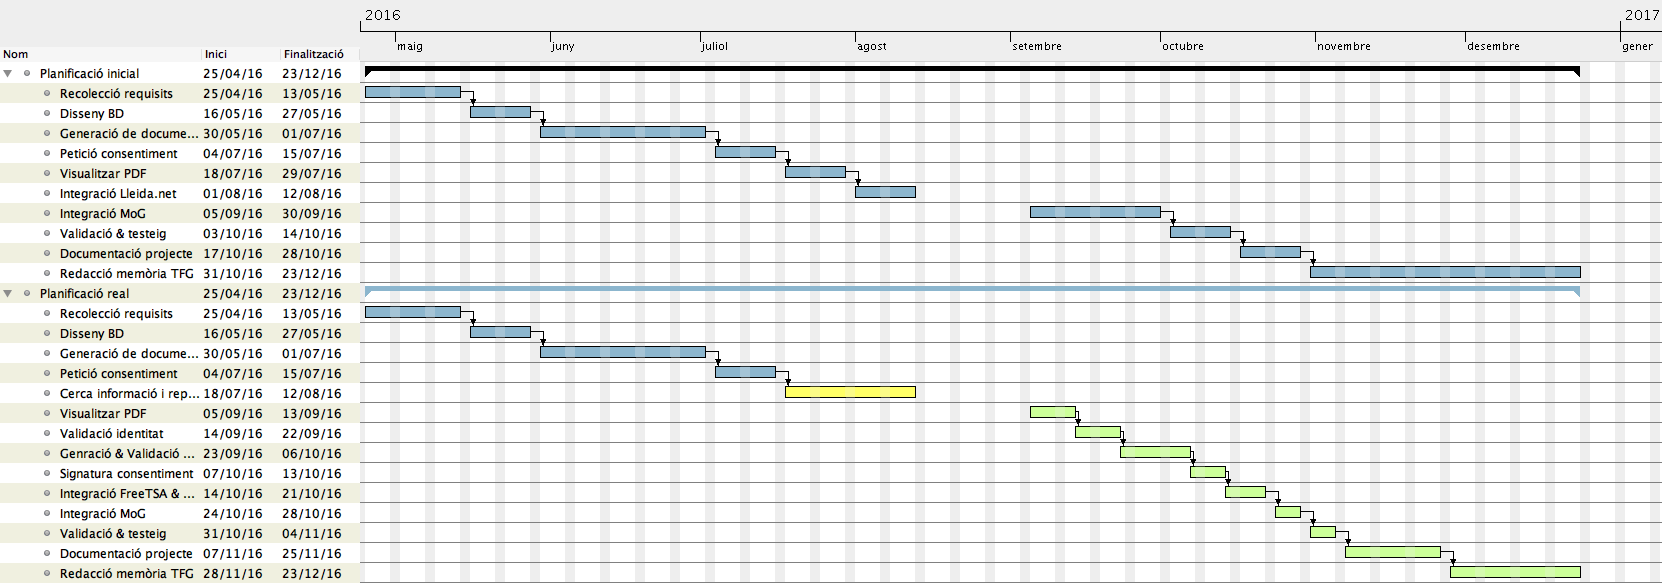 2016 2017
maig juny juliol agost setembre octubre novembre desembre gener
Nom Inici Finalització
Planificació inicial 25/04/16 23/12/16
Recolecció requisits 25/04/16 13/05/16
Disseny BD 16/05/16 27/05/16
Generació de docume... 30/05/16 01/07/16
Petició consentiment 04/07/16 15/07/16
Visualitzar PDF 18/07/16 29/07/16
Integració Lleida.net 01/08/16 12/08/16
Integració MoG 05/09/16 30/09/16
Validació & testeig 03/10/16 14/10/16
Documentació projecte 17/10/16 28/10/16
Redacció memòria TFG 31/10/16 23/12/16
Planificació real 25/04/16 23/12/16
Recolecció requisits 25/04/16 13/05/16
Disseny BD 16/05/16 27/05/16
Generació de docume... 30/05/16 01/07/16
Petició consentiment 04/07/16 15/07/16
Cerca informació i rep... 18/07/16 12/08/16
Visualitzar PDF 05/09/16 13/09/16
Validació identitat 14/09/16 22/09/16
Genració & Validació ... 23/09/16 06/10/16
Signatura consentiment 07/10/16 13/10/16
Integració FreeTSA & ... 14/10/16 21/10/16
Integració MoG 24/10/16 28/10/16
Validació & testeig 31/10/16 04/11/16
Documentació projecte 07/11/16 25/11/16
Redacció memòria TFG 28/11/16 23/12/16